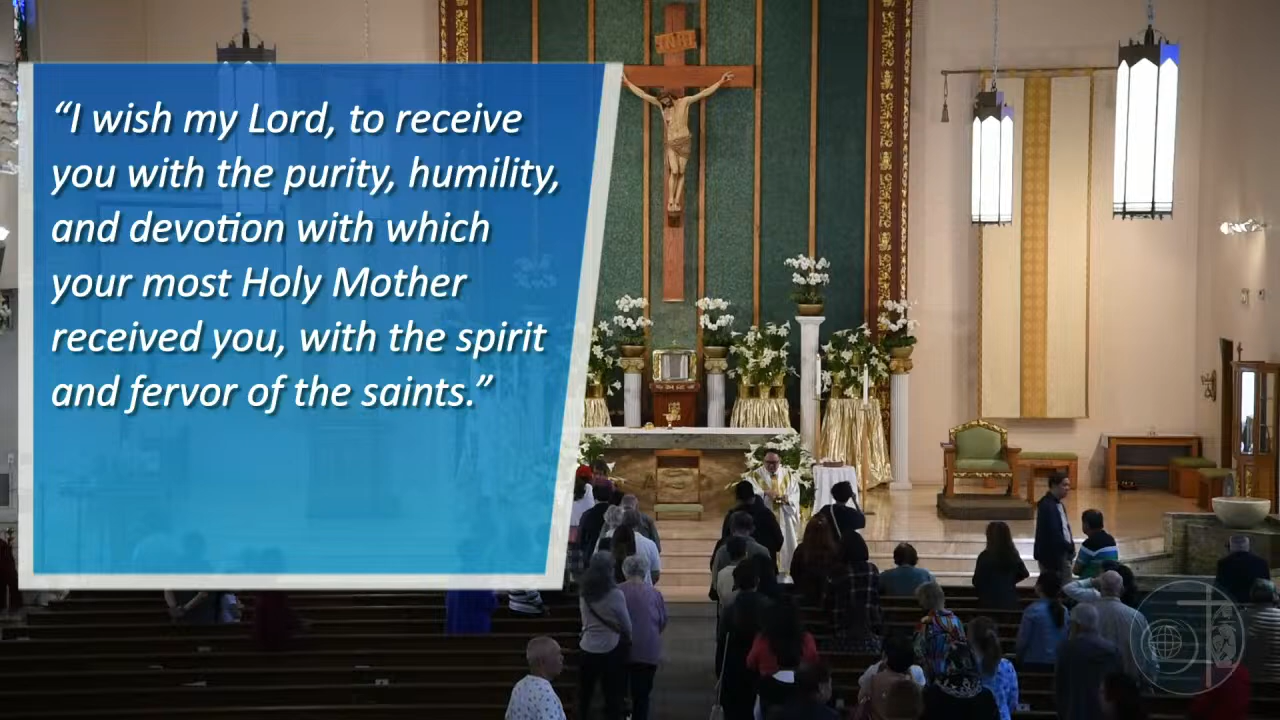 “I wish my Lord, to receive
you with the purity, humility,
and devotion with which
your most Holy Mother
received you, with the spirit
and fervor of the saints.”